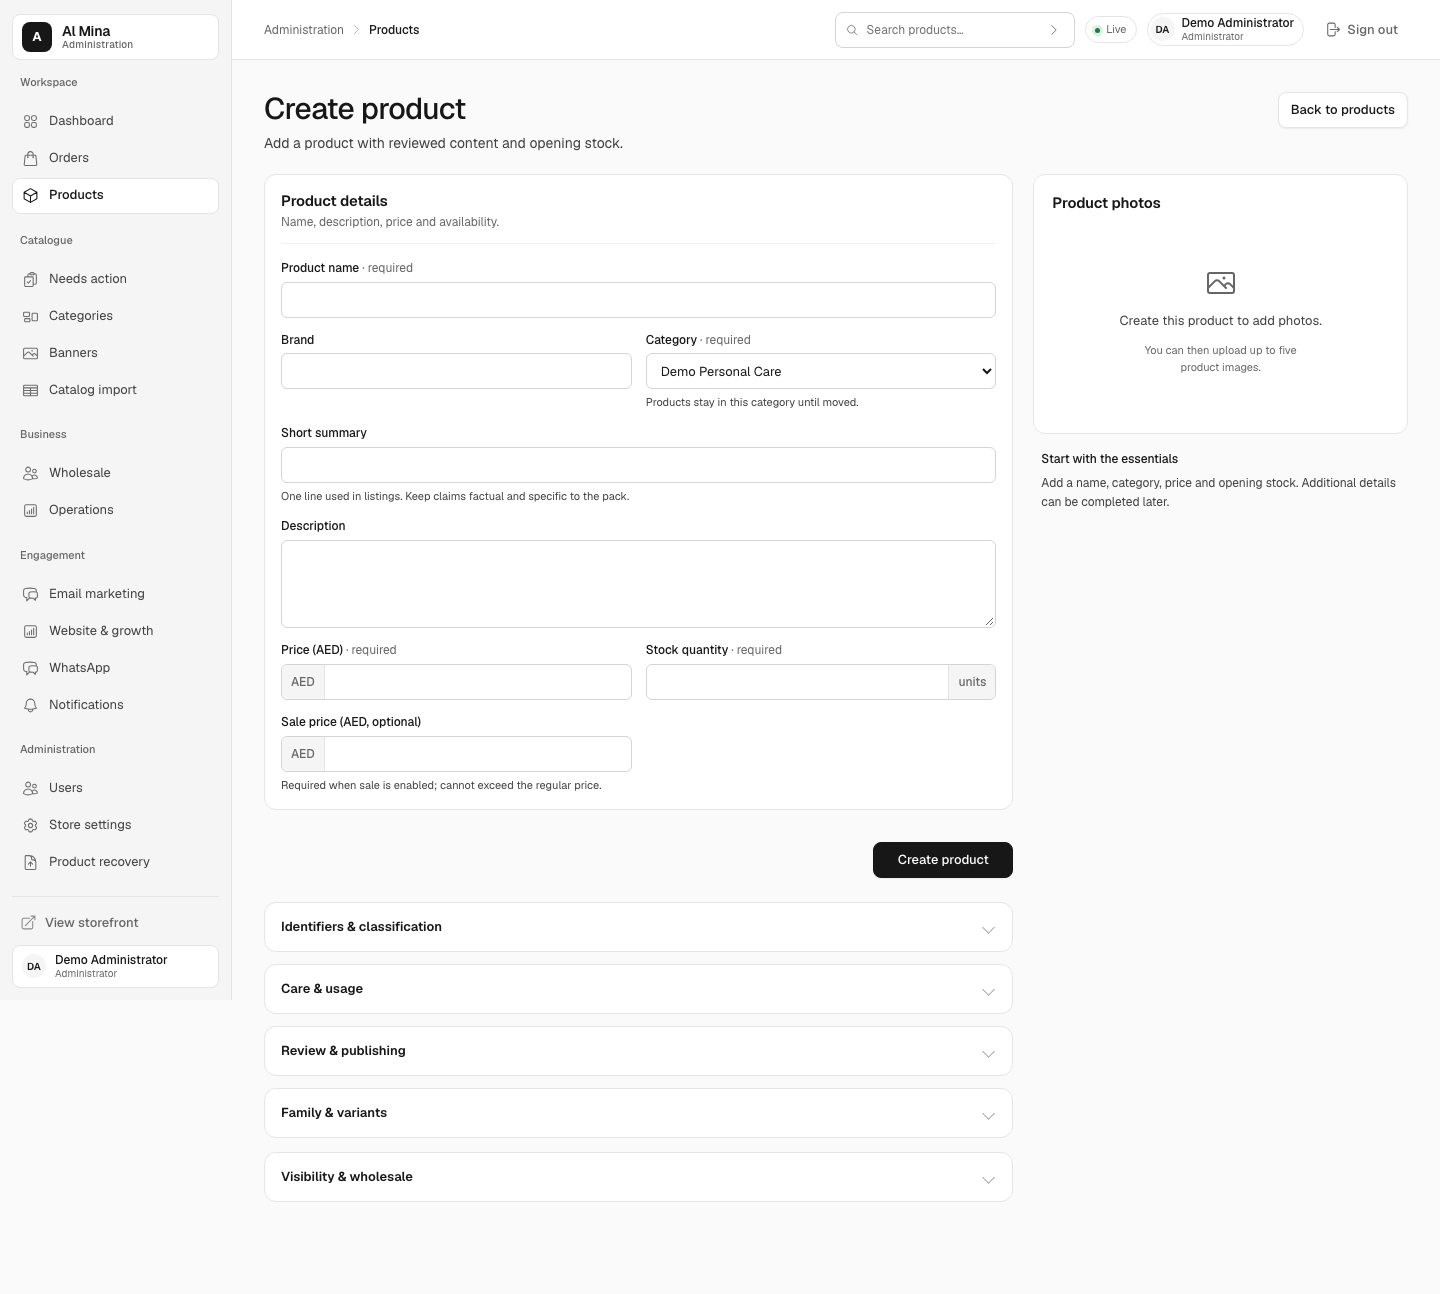 A
Al Mina
Administration
Workspace
Dashboard
Orders
Products
Catalogue
Needs action
Categories
Banners
Catalog import
Business
Wholesale
Operations
Engagement
Email marketing
Website & growth
WhatsApp
Notifications
Administration
Users
Store settings
Product recovery
View storefront
DA
Demo Administrator
Administrator
Administration
Products
Search products...
Live
DA
Demo Administrator
Administrator
Sign out
Create product
Add a product with reviewed content and opening stock.
Back to products
Product details
Name, description, price and availability.
Product name · required
Brand
Category · required
Demo Personal Care
Products stay in this category until moved.
Short summary
One line used in listings. Keep claims factual and specific to the pack.
Description
Price (AED) · required
AED
Stock quantity · required
units
Sale price (AED, optional)
AED
Required when sale is enabled; cannot exceed the regular price.
Create product
Identifiers & classification
Care & usage
Review & publishing
Family & variants
Visibility & wholesale
Product photos
Create this product to add photos.
You can then upload up to five
product images.
Start with the essentials
Add a name, category, price and opening stock. Additional details
can be completed later.